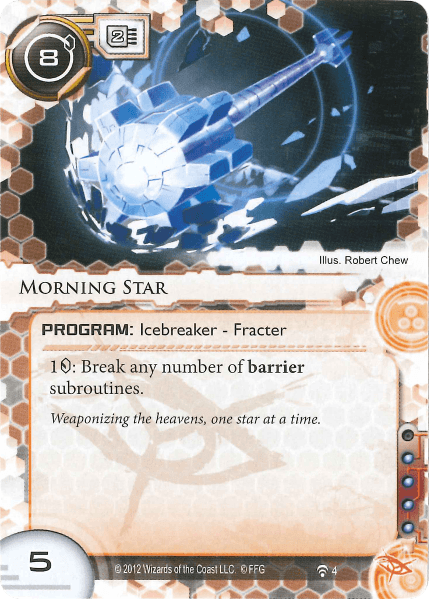 8
2
Illus. Robert Chew
Morning Star
PROGRAM: Icebreaker - Fracter
1: Break any number of barrier
subroutines.
Weaponizing the heavens, one star at a time.
5
© 2012 Wizards of the Coast LLC. © FFG
4